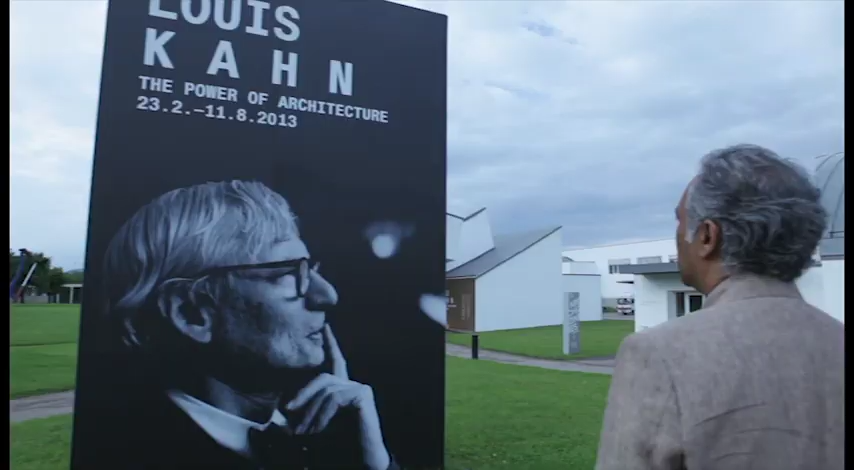 LOUIS
KAHN
THE POWER OF ARCHITECTURE
23.2.–11.8.2013